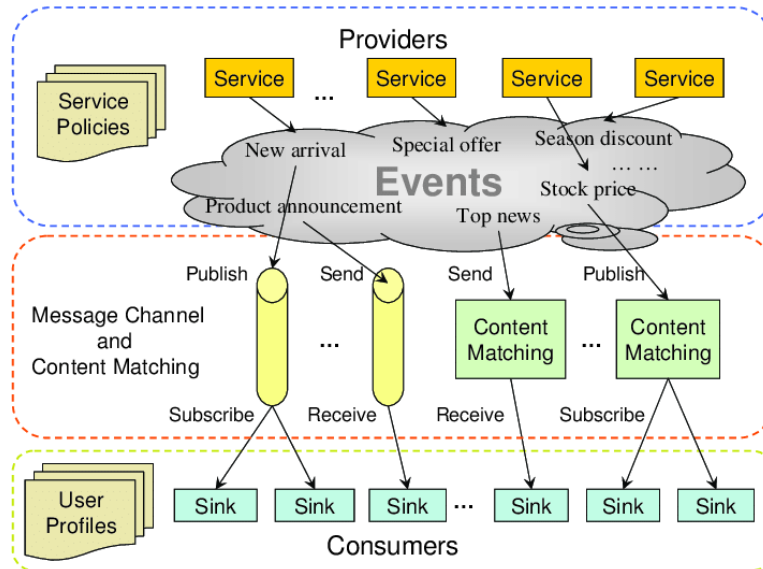 Providers
Service
Policies
Service
...
Service
Service
Service
New arrival
Special offer
Season discount
... ...
Events
Stock price
Product announcement
Top news
Publish
Send
Send
Publish
Message Channel
and
Content Matching
...
Content
Matching
...
Content
Matching
Subscribe
Receive
Receive
Subscribe
User
Profiles
Sink
Sink
Sink
...
Sink
Sink
Sink
Consumers